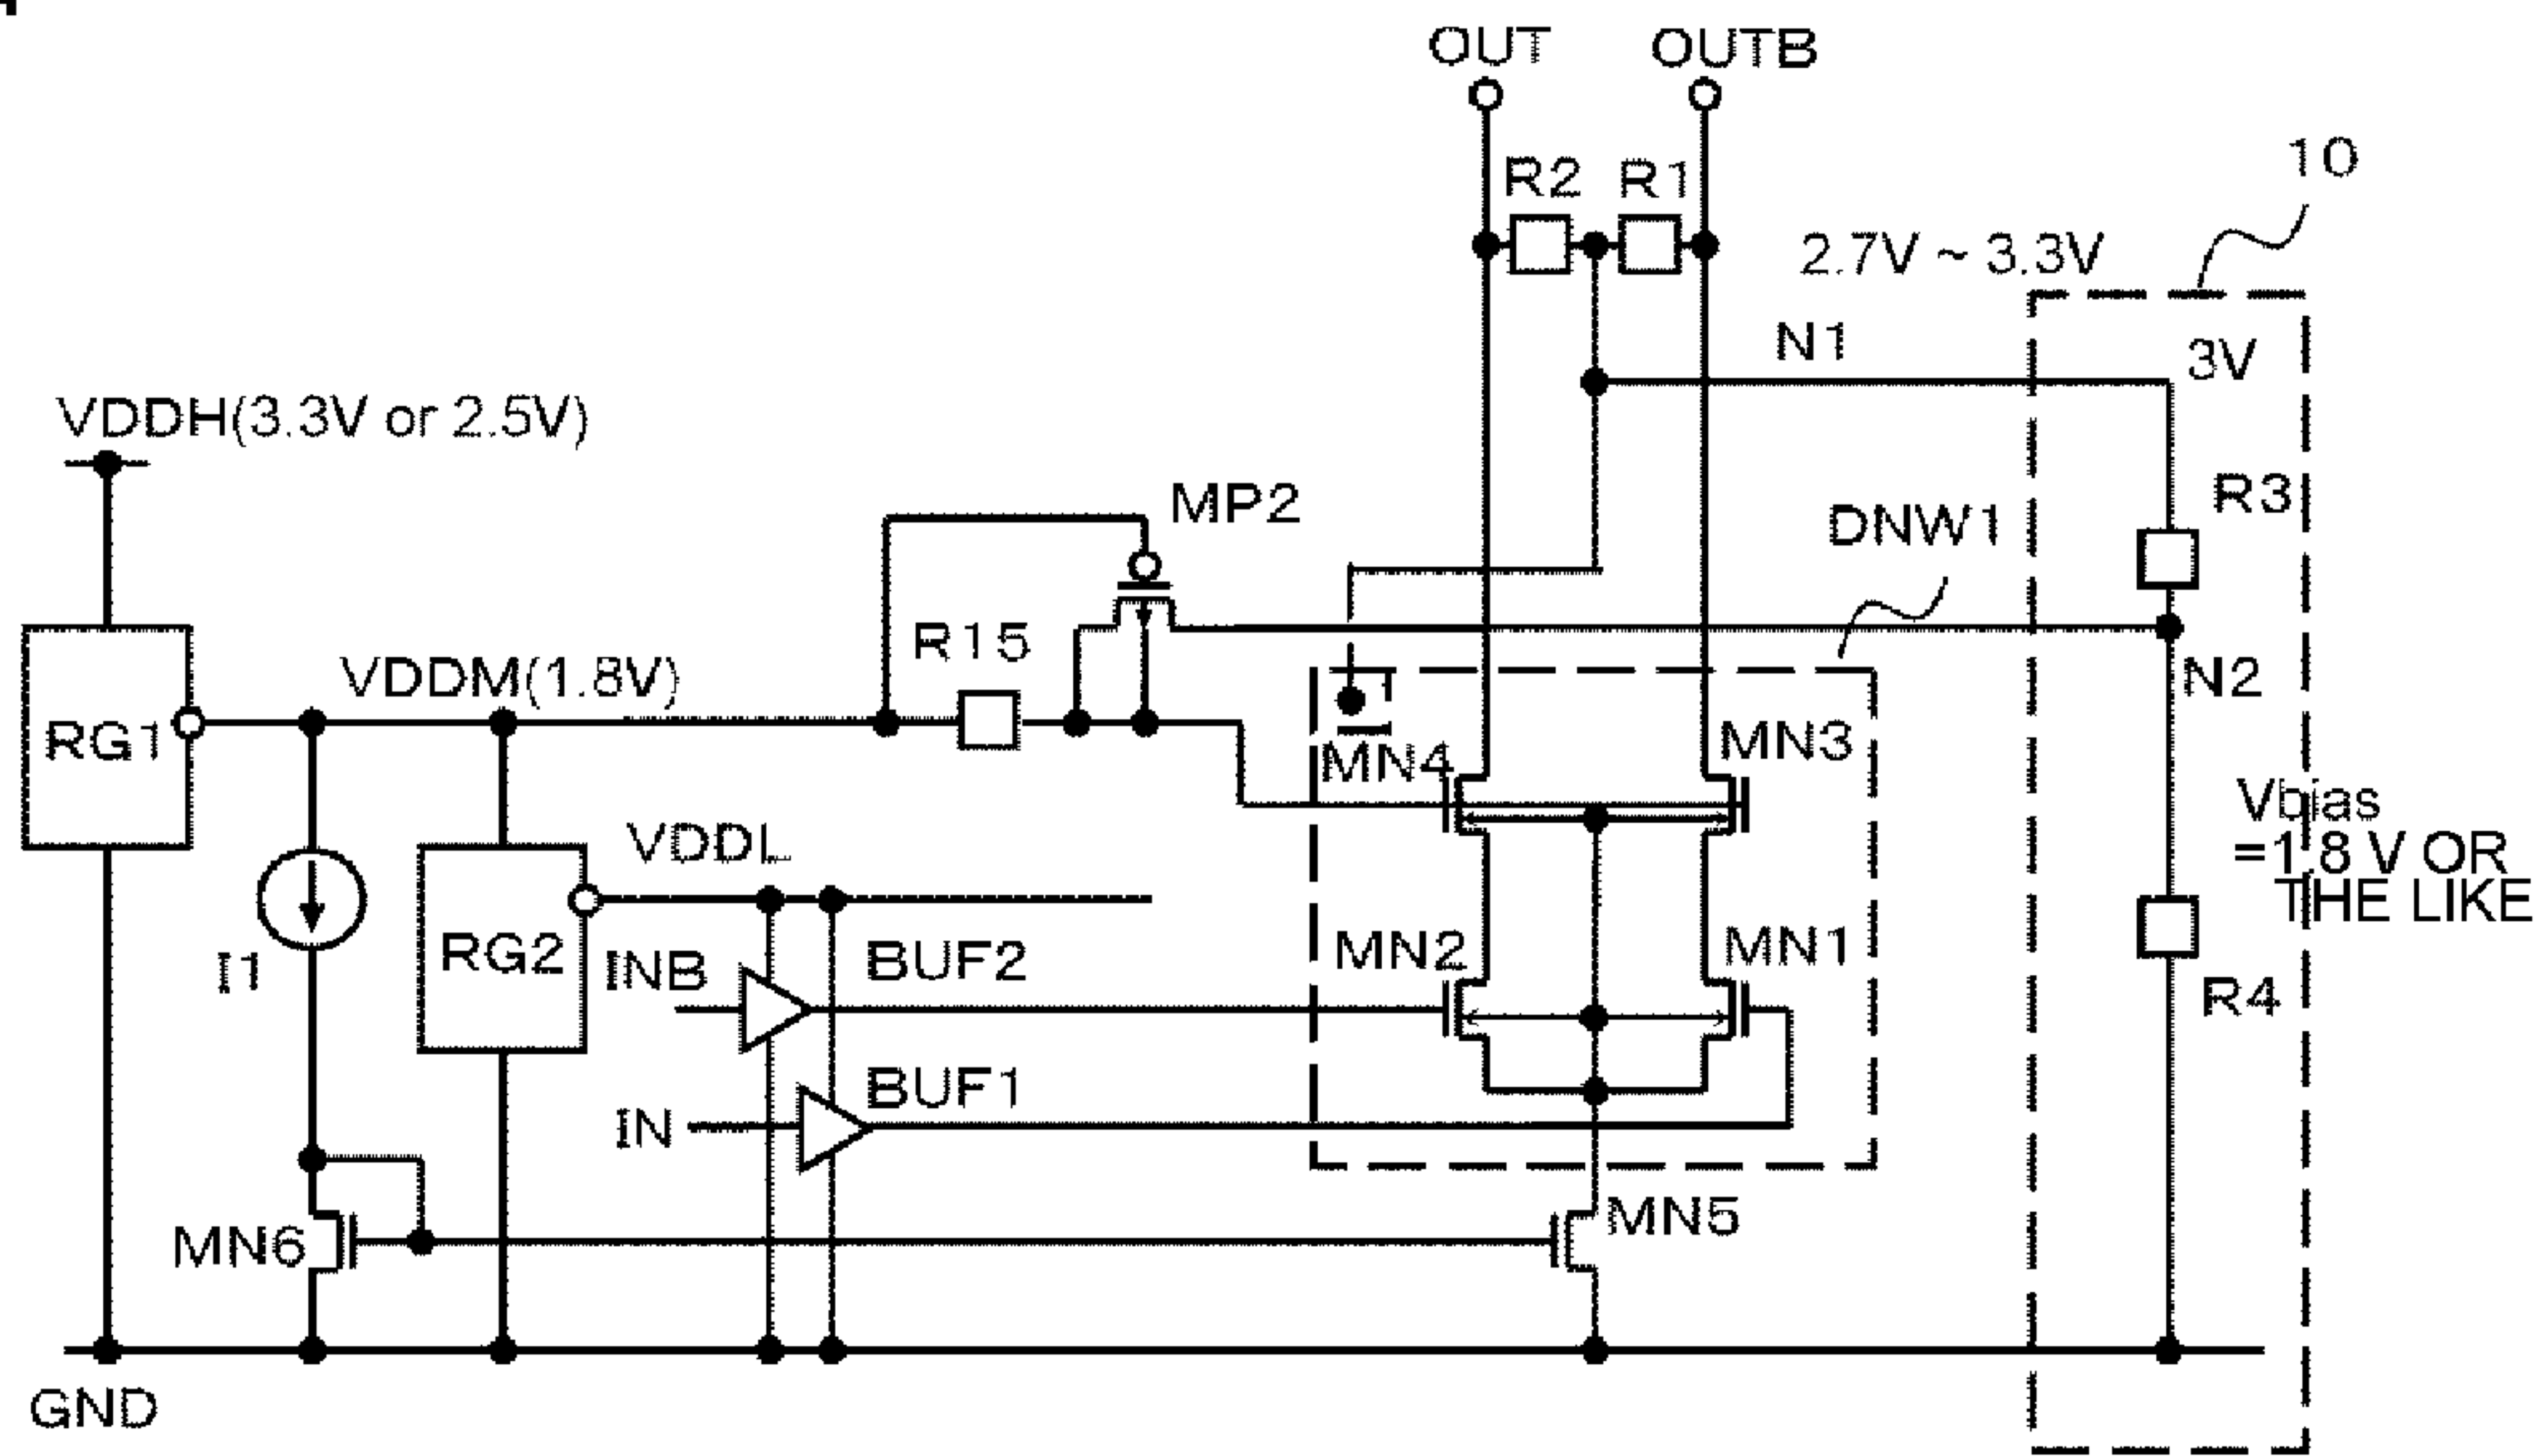 OUT OUTB
10
R2 R1
2.7V ~ 3.3V
N1
3V
VDDH(3.3V or 2.5V)
MP2
R3
DNW1
R15
VDDM(1.8V)
N2
RG1
MN4 MN3
Vbias
=1.8 V OR
THE LIKE
VDDL
I1
RG2
INB
BUF2
MN2 MN1
R4
BUF1
IN
MN6
MN5
GND